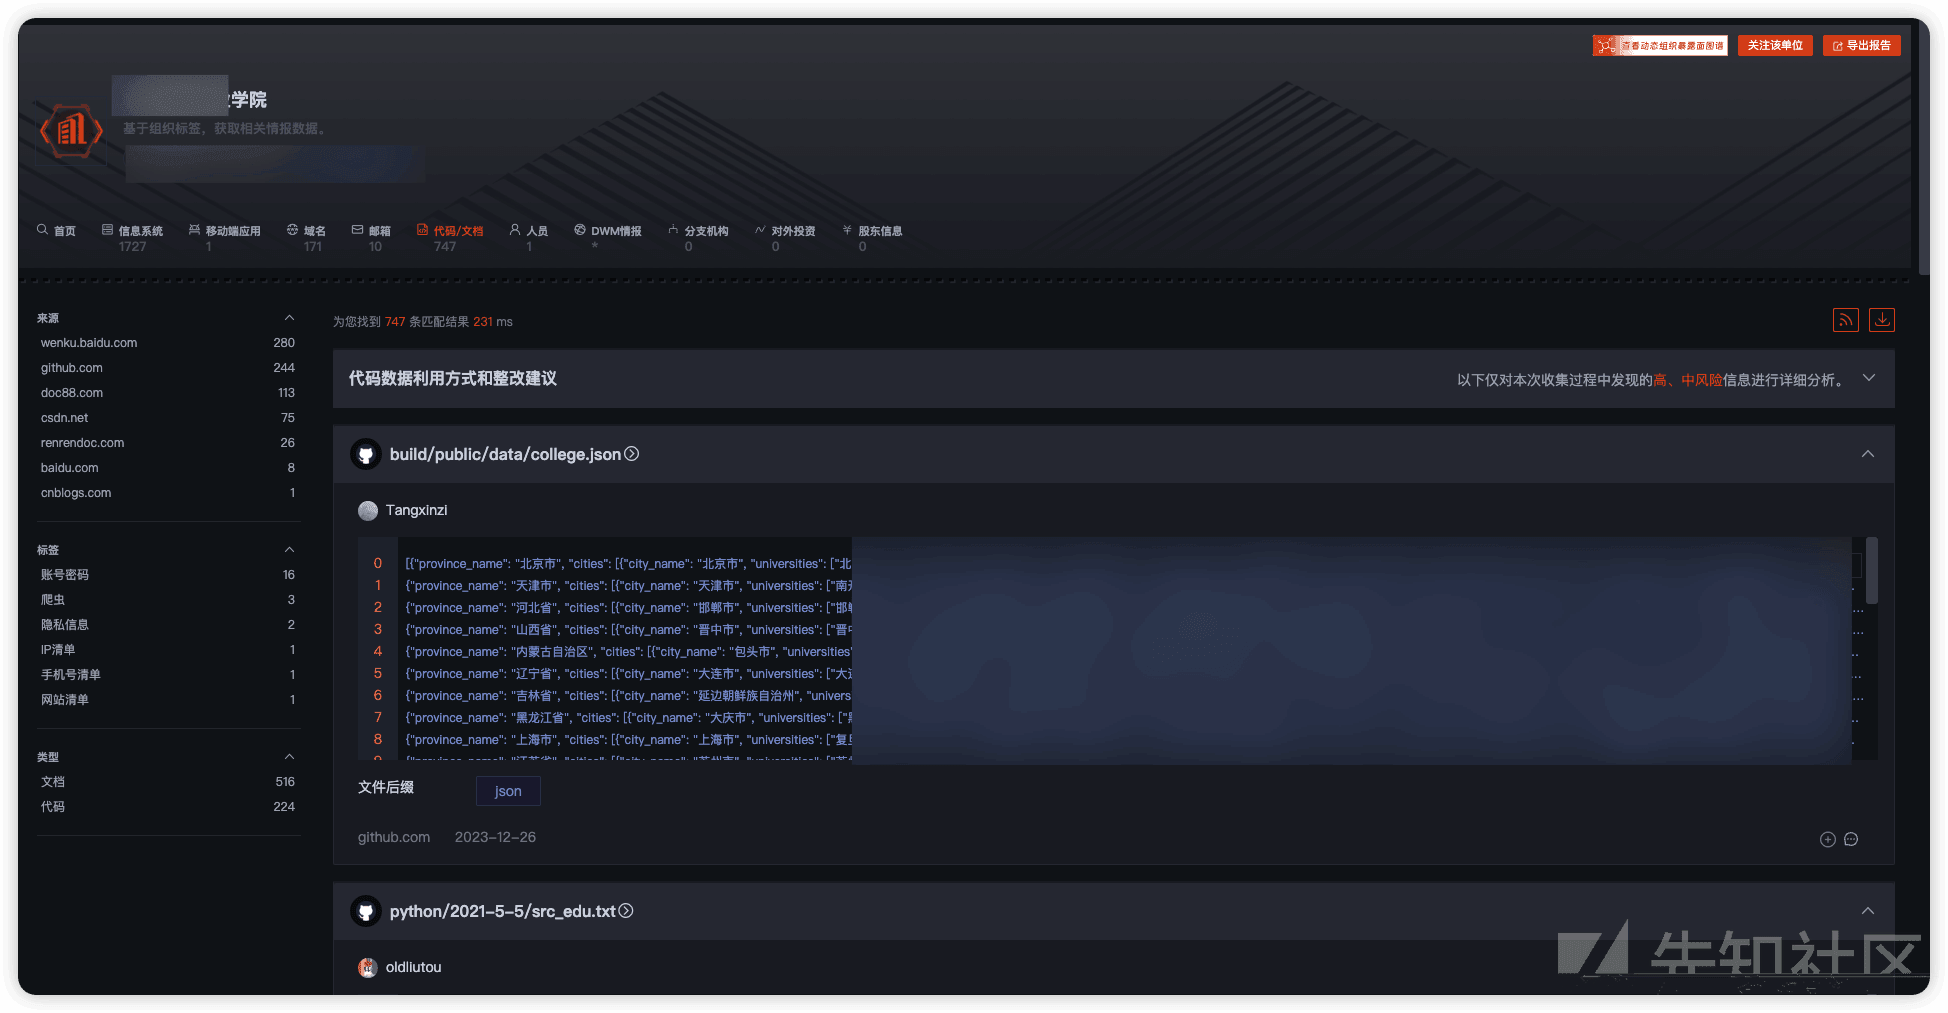 查看动态组织暴露面图谱
关注该单位
导出报告
学院
基于组织标签，获取相关情报数据。
首页
信息系统
1727
移动端应用
1
域名
171
邮箱
10
代码/文档
747
人员
1
DWM情报
*
分支机构
0
对外投资
0
股东信息
0
来源
wenku.baidu.com 280
github.com 244
doc88.com 113
csdn.net 75
renrendoc.com 26
baidu.com 8
cnblogs.com 1
标签
账号密码 16
爬虫 3
隐私信息 2
IP清单 1
手机号清单 1
网站清单 1
类型
文档 516
代码 224
为您找到 747 条匹配结果 231 ms
代码数据利用方式和整改建议
以下仅对本次收集过程中发现的高、中风险信息进行详细分析。
build/public/data/college.json
Tangxinzi
0 [{"province_name": "北京市", "cities": [{"city_name": "北京市", "universities": ["北
1 {"province_name": "天津市", "cities": [{"city_name": "天津市", "universities": ["南开
2 {"province_name": "河北省", "cities": [{"city_name": "邯郸市", "universities": ["邯
3 {"province_name": "山西省", "cities": [{"city_name": "晋中市", "universities": ["晋中
4 {"province_name": "内蒙古自治区", "cities": [{"city_name": "包头市", "universities"
5 {"province_name": "辽宁省", "cities": [{"city_name": "大连市", "universities": ["大
6 {"province_name": "吉林省", "cities": [{"city_name": "延边朝鲜族自治州", "univers
7 {"province_name": "黑龙江省", "cities": [{"city_name": "大庆市", "universities": ["
8 {"province_name": "上海市", "cities": [{"city_name": "上海市", "universities": ["复旦
文件后缀
json
github.com 2023-12-26
python/2021-5-5/src_edu.txt
oldliutou
先知社区